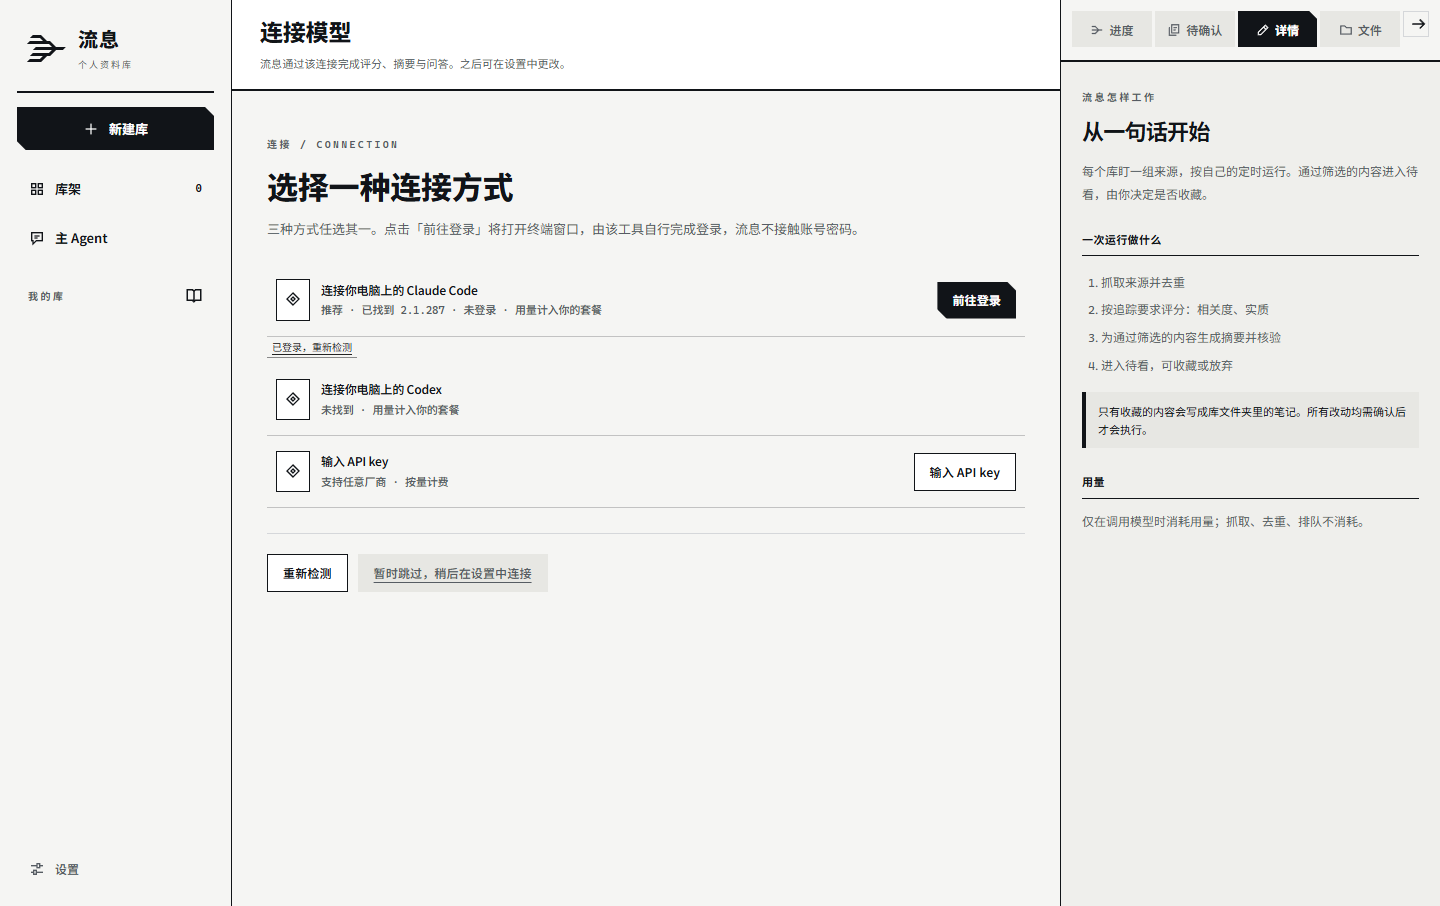 流息
个人资料库
新建库
库架 0
主 Agent
我的库
设置
连接模型
流息通过该连接完成评分、摘要与问答。之后可在设置中更改。
连接 / CONNECTION
选择一种连接方式
三种方式任选其一。点击「前往登录」将打开终端窗口，由该工具自行完成登录，流息不接触账号密码。
连接你电脑上的 Claude Code
推荐 · 已找到 2.1.287 · 未登录 · 用量计入你的套餐
前往登录
已登录，重新检测
连接你电脑上的 Codex
未找到 · 用量计入你的套餐
输入 API key
支持任意厂商 · 按量计费
输入 API key
重新检测
暂时跳过，稍后在设置中连接
进度
待确认
详情
文件
流息怎样工作
从一句话开始
每个库盯一组来源，按自己的定时运行。通过筛选的内容进入待
看，由你决定是否收藏。
一次运行做什么
1. 抓取来源并去重
2. 按追踪要求评分：相关度、实质
3. 为通过筛选的内容生成摘要并核验
4. 进入待看，可收藏或放弃
只有收藏的内容会写成库文件夹里的笔记。所有改动均需确认后
才会执行。
用量
仅在调用模型时消耗用量；抓取、去重、排队不消耗。